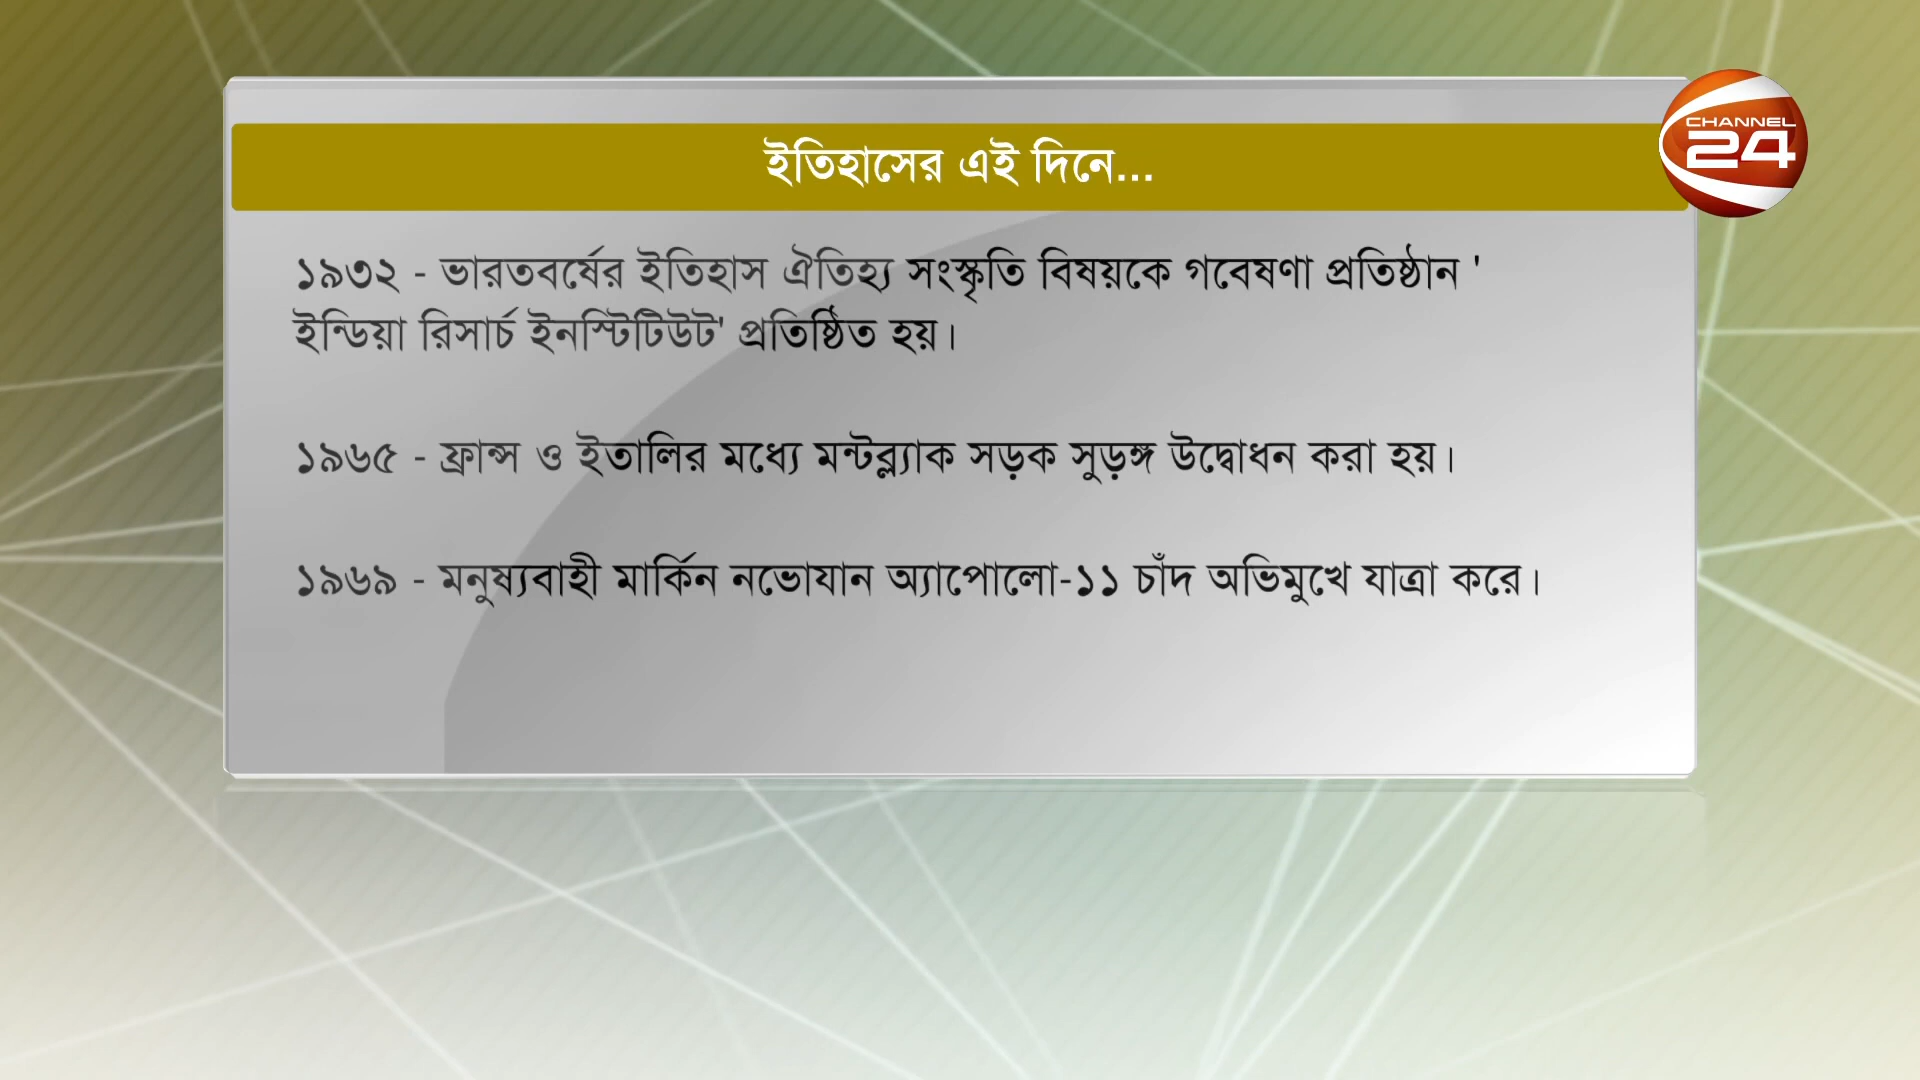 ইতিহাসের এই দিনে...
CHANNEL
24
১৯৩২ - ভারতবর্ষের ইতিহাস ঐতিহ্য সংস্কৃতি বিষয়কে গবেষণা প্রতিষ্ঠান '
ইন্ডিয়া রিসার্চ ইনস্টিটিউট' প্রতিষ্ঠিত হয়।
১৯৬৫ - ফ্রান্স ও ইতালির মধ্যে মন্টব্ল্যাক সড়ক সুড়ঙ্গ উদ্বোধন করা হয়।
১৯৬৯ - মনুষ্যবাহী মার্কিন নভোযান অ্যাপোলো-১১ চাঁদ অভিমুখে যাত্রা করে।